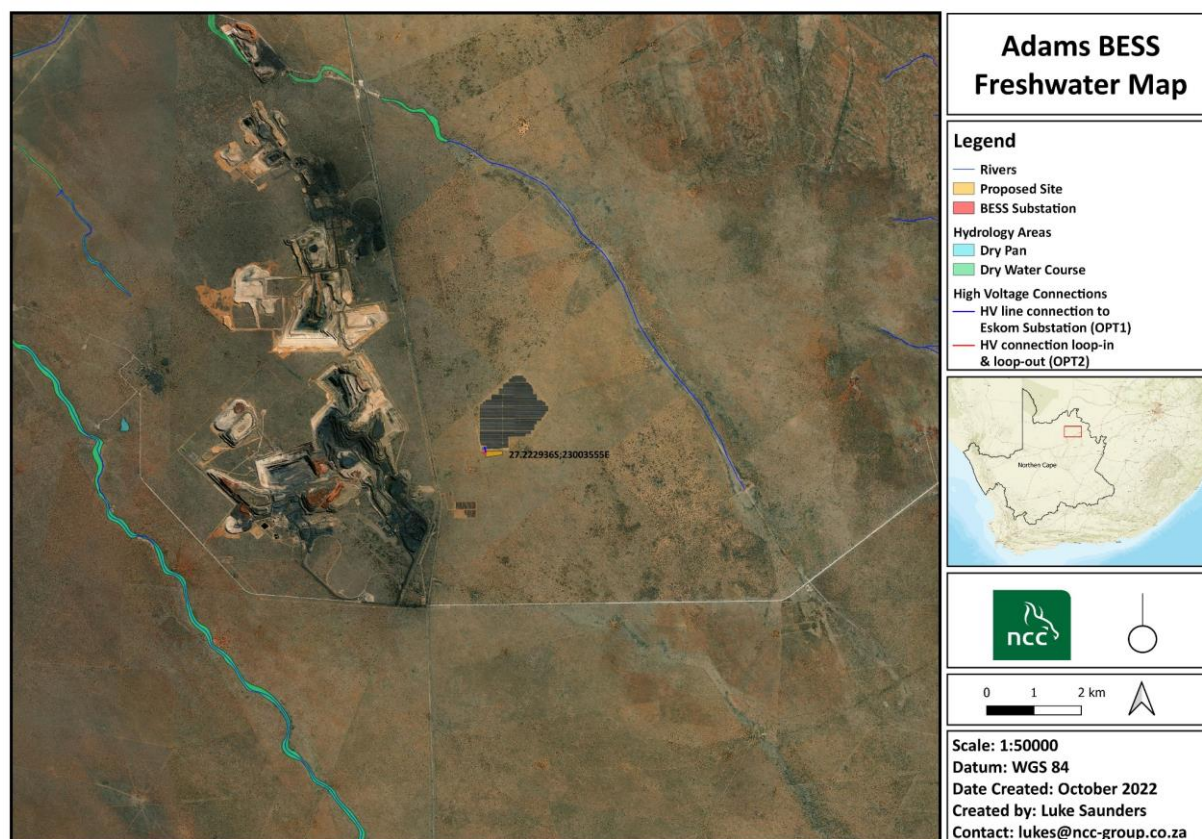 Adams BESS
Freshwater Map
Legend
Rivers
Proposed Site
BESS Substation
Hydrology Areas
Dry Pan
Dry Water Course
High Voltage Connections
HV line connection to
Eskom Substation (OPT1)
HV connection loop-in
& loop-out (OPT2)
27.222936S;23003555E
Northen Cape
ncc
0 1 2 km
Scale: 1:50000
Datum: WGS 84
Date Created: October 2022
Created by: Luke Saunders
Contact: lukes@ncc-group.co.za